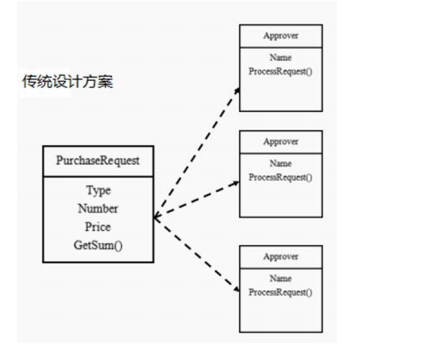 传统设计方案
PurchaseRequest
Type
Number
Price
GetSum()
Approver
Name
ProcessRequest()
Approver
Name
ProcessRequest()
Approver
Name
ProcessRequest()